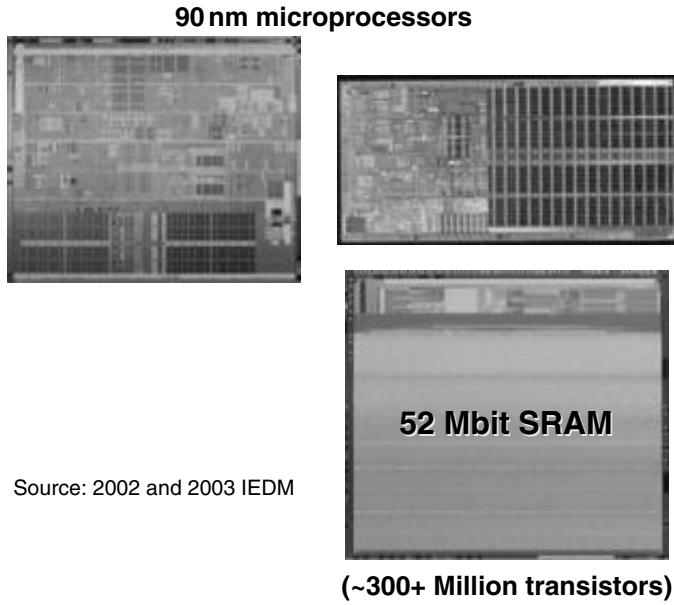 90 nm microprocessors
52 Mbit SRAM
Source: 2002 and 2003 IEDM
(~300+ Million transistors)